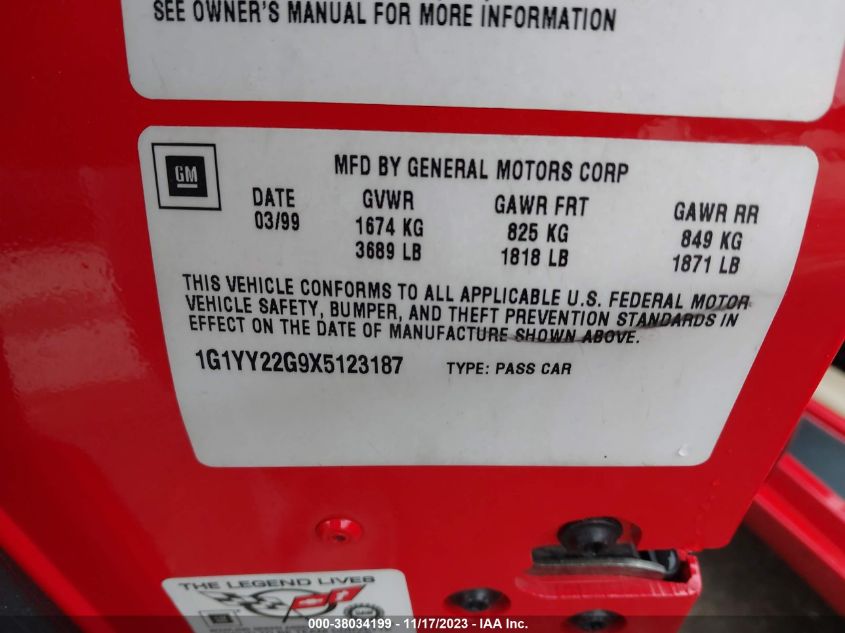 SEE OWNER'S MANUAL FOR MORE INFORMATION
GM
MFD BY GENERAL MOTORS CORP
DATE GVWR GAWR FRT GAWR RR
03/99 1674 KG 825 KG 849 KG
3689 LB 1818 LB 1871 LB
THIS VEHICLE CONFORMS TO ALL APPLICABLE U.S. FEDERAL MOTOR
VEHICLE SAFETY, BUMPER, AND THEFT PREVENTION STANDARDS IN
EFFECT ON THE DATE OF MANUFACTURE SHOWN ABOVE.
1G1YY22G9X5123187 TYPE: PASS CAR
THE LEGEND LIVES
GM
000-38034199 - 11/17/2023 - IAA Inc.